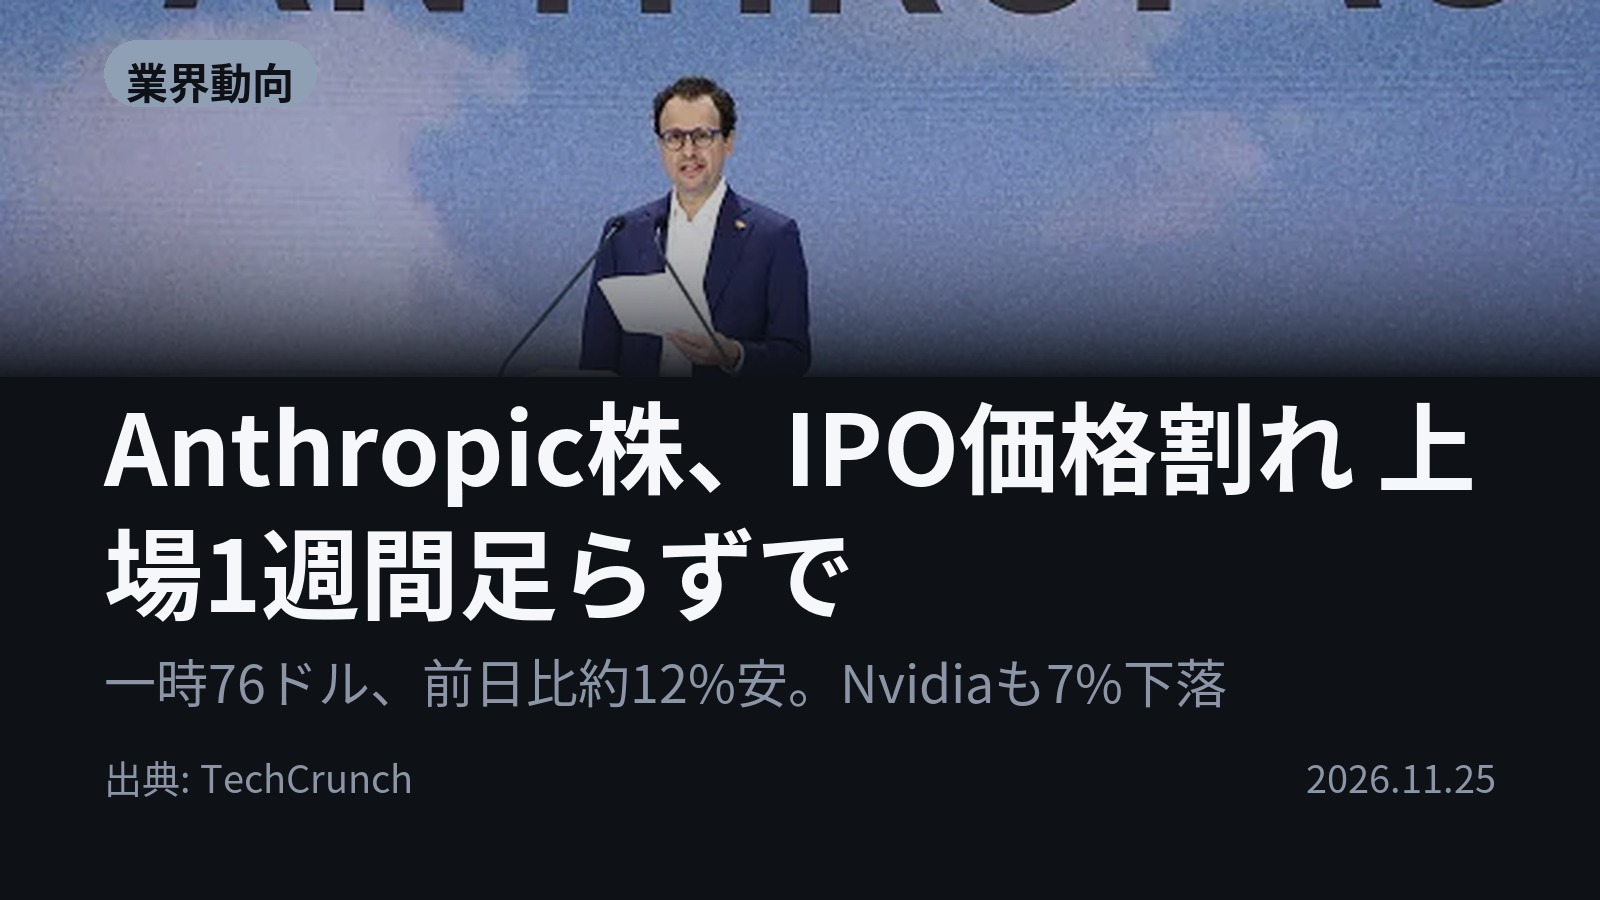 業界動向
Anthropic株、IPO価格割れ 上
場1週間足らずで
一時76ドル、前日比約12%安。Nvidiaも7%下落
出典: TechCrunch
2026.11.25